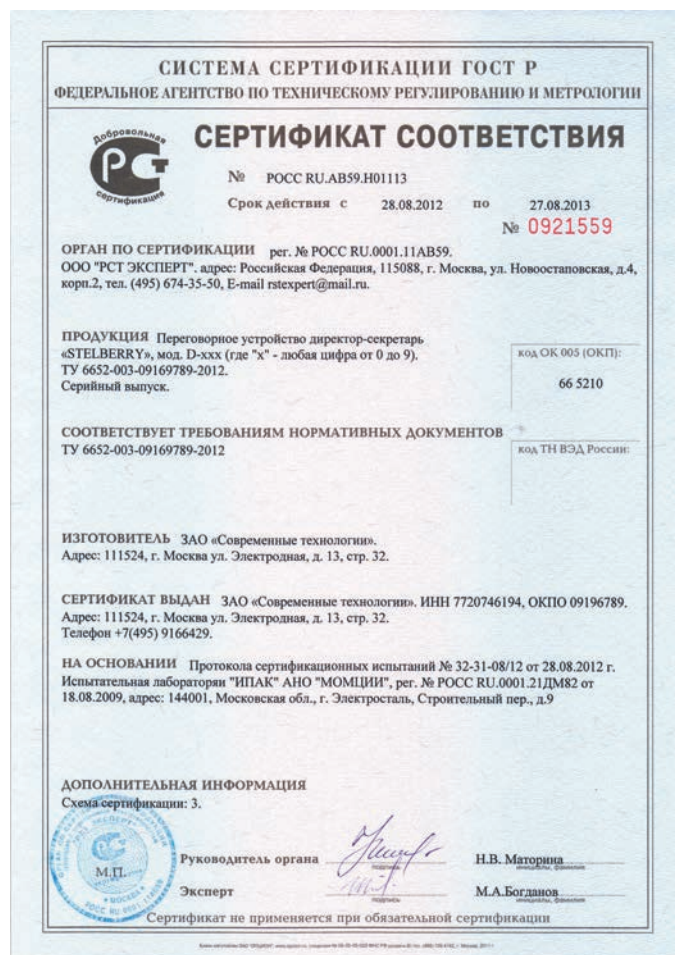 СИСТЕМА СЕРТИФИКАЦИИ ГОСТ Р
ФЕДЕРАЛЬНОЕ АГЕНТСТВО ПО ТЕХНИЧЕСКОМУ РЕГУЛИРОВАНИЮ И МЕТРОЛОГИИ
Добровольная
РСТ
сертификация
СЕРТИФИКАТ СООТВЕТСТВИЯ
№ РОСС RU.АВ59.Н01113
Срок действия с 28.08.2012 по 27.08.2013
№ 0921559
ОРГАН ПО СЕРТИФИКАЦИИ рег. № РОСС RU.0001.11АВ59.
ООО "РСТ ЭКСПЕРТ". адрес: Российская Федерация, 115088, г. Москва, ул. Новоостаповская, д.4,
корп.2, тел. (495) 674-35-50, E-mail rstexpert@mail.ru.
ПРОДУКЦИЯ Переговорное устройство директор-секретарь
«STELBERRY», мод. D-xxx (где "x" - любая цифра от 0 до 9).
ТУ 6652-003-09169789-2012.
Серийный выпуск.
код ОК 005 (ОКП):
66 5210
СООТВЕТСТВУЕТ ТРЕБОВАНИЯМ НОРМАТИВНЫХ ДОКУМЕНТОВ
ТУ 6652-003-09169789-2012
код ТН ВЭД России:
ИЗГОТОВИТЕЛЬ ЗАО «Современные технологии».
Адрес: 111524, г. Москва ул. Электродная, д. 13, стр. 32.
СЕРТИФИКАТ ВЫДАН ЗАО «Современные технологии». ИНН 7720746194, ОКПО 09196789.
Адрес: 111524, г. Москва ул. Электродная, д. 13, стр. 32.
Телефон +7(495) 9166429.
НА ОСНОВАНИИ Протокола сертификационных испытаний № 32-31-08/12 от 28.08.2012 г.
Испытательная лабораторяи "ИПАК" АНО "МОМЦИИ", рег. № РОСС RU.0001.21ДМ82 от
18.08.2009, адрес: 144001, Московская обл., г. Электросталь, Строительный пер., д.9
ДОПОЛНИТЕЛЬНАЯ ИНФОРМАЦИЯ
Схема сертификации: 3.
М.П.
Руководитель органа
подпись
Н.В. Маторина
инициалы, фамилия
Эксперт
подпись
М.А.Богданов
инициалы, фамилия
Сертификат не применяется при обязательной сертификации